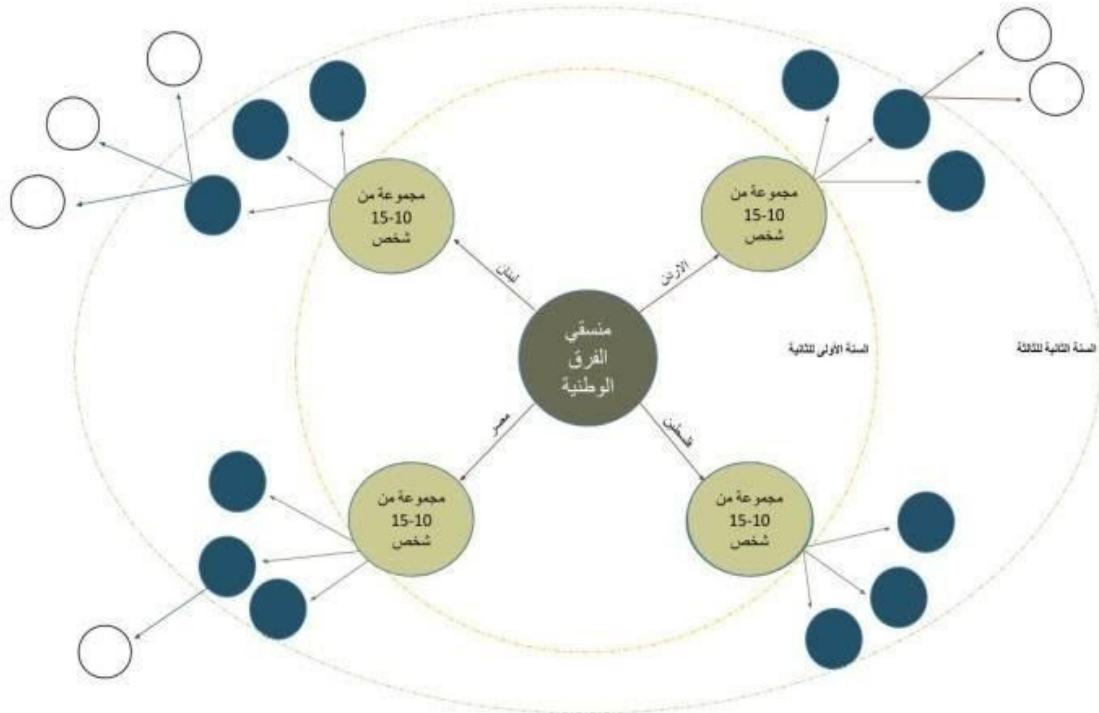 مجموعة من
15-10
شخص
مجموعة من
15-10
شخص
الاردن
لبنان
منسقي
الفرق
الوطنية
السنة الأولى للثانية
السنة الثانية للثالثة
فلسطين
مصر
مجموعة من
15-10
شخص
مجموعة من
15-10
شخص